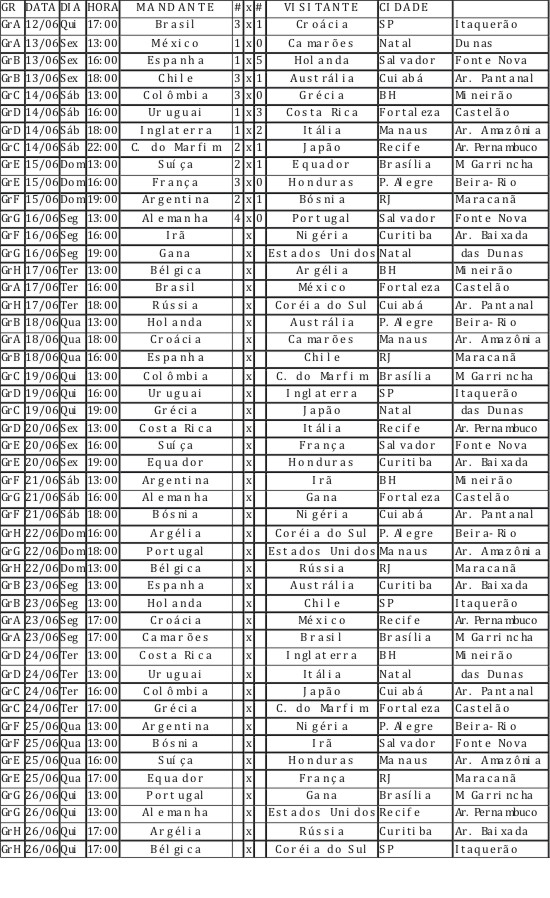 GR DATA DIA HORA MANDANTE # x # VISITANTE CIDADE
GrA 12/06 Qui 17:00 Brasil 3 x 1 Croácia SP Itaquerão
GrA 13/06 Sex 13:00 México 1 x 0 Camarões Natal Dunas
GrB 13/06 Sex 16:00 Espanha 1 x 5 Holanda Salvador Fonte Nova
GrB 13/06 Sex 18:00 Chile 3 x 1 Austrália Cuiabá Ar. Pantanal
GrC 14/06 Sáb 13:00 Colômbia 3 x 0 Grécia BH Mineirão
GrD 14/06 Sáb 16:00 Uruguai 1 x 3 Costa Rica Fortaleza Castelão
GrD 14/06 Sáb 18:00 Inglaterra 1 x 2 Itália Manaus Ar. Amazônia
GrC 14/06 Sáb 22:00 C. do Marfim 2 x 1 Japão Recife Ar. Pernambuco
GrE 15/06 Dom 13:00 Suíça 2 x 1 Equador Brasília M Garrincha
GrE 15/06 Dom 16:00 França 3 x 0 Honduras P. Alegre Beira-Rio
GrF 15/06 Dom 19:00 Argentina 2 x 1 Bósnia RJ Maracanã
GrG 16/06 Seg 13:00 Alemanha 4 x 0 Portugal Salvador Fonte Nova
GrF 16/06 Seg 16:00 Irã x Nigéria Curitiba Ar. Baixada
GrG 16/06 Seg 19:00 Gana x Estados Unidos Natal das Dunas
GrH 17/06 Ter 13:00 Bélgica x Argélia BH Mineirão
GrA 17/06 Ter 16:00 Brasil x México Fortaleza Castelão
GrH 17/06 Ter 18:00 Rússia x Coréia do Sul Cuiabá Ar. Pantanal
GrB 18/06 Qua 13:00 Holanda x Austrália P. Alegre Beira-Rio
GrA 18/06 Qua 18:00 Croácia x Camarões Manaus Ar. Amazônia
GrB 18/06 Qua 16:00 Espanha x Chile RJ Maracanã
GrC 19/06 Qui 13:00 Colômbia x C. do Marfim Brasília M Garrincha
GrD 19/06 Qui 16:00 Uruguai x Inglaterra SP Itaquerão
GrC 19/06 Qui 19:00 Grécia x Japão Natal das Dunas
GrD 20/06 Sex 13:00 Costa Rica x Itália Recife Ar. Pernambuco
GrE 20/06 Sex 16:00 Suíça x França Salvador Fonte Nova
GrE 20/06 Sex 19:00 Equador x Honduras Curitiba Ar. Baixada
GrF 21/06 Sáb 13:00 Argentina x Irã BH Mineirão
GrG 21/06 Sáb 16:00 Alemanha x Gana Fortaleza Castelão
GrF 21/06 Sáb 18:00 Bósnia x Nigéria Cuiabá Ar. Pantanal
GrH 22/06 Dom 16:00 Argélia x Coréia do Sul P. Alegre Beira-Rio
GrG 22/06 Dom 18:00 Portugal x Estados Unidos Manaus Ar. Amazônia
GrH 22/06 Dom 13:00 Bélgica x Rússia RJ Maracanã
GrB 23/06 Seg 13:00 Espanha x Austrália Curitiba Ar. Baixada
GrB 23/06 Seg 13:00 Holanda x Chile SP Itaquerão
GrA 23/06 Seg 17:00 Croácia x México Recife Ar. Pernambuco
GrA 23/06 Seg 17:00 Camarões x Brasil Brasília M Garrincha
GrD 24/06 Ter 13:00 Costa Rica x Inglaterra BH Mineirão
GrD 24/06 Ter 13:00 Uruguai x Itália Natal das Dunas
GrC 24/06 Ter 16:00 Colômbia x Japão Cuiabá Ar. Pantanal
GrC 24/06 Ter 17:00 Grécia x C. do Marfim Fortaleza Castelão
GrF 25/06 Qua 13:00 Argentina x Nigéria P. Alegre Beira-Rio
GrF 25/06 Qua 13:00 Bósnia x Irã Salvador Fonte Nova
GrE 25/06 Qua 16:00 Suíça x Honduras Manaus Ar. Amazônia
GrE 25/06 Qua 17:00 Equador x França RJ Maracanã
GrG 26/06 Qui 13:00 Portugal x Gana Brasília M Garrincha
GrG 26/06 Qui 13:00 Alemanha x Estados Unidos Recife Ar. Pernambuco
GrH 26/06 Qui 17:00 Argélia x Rússia Curitiba Ar. Baixada
GrH 26/06 Qui 17:00 Bélgica x Coréia do Sul SP Itaquerão